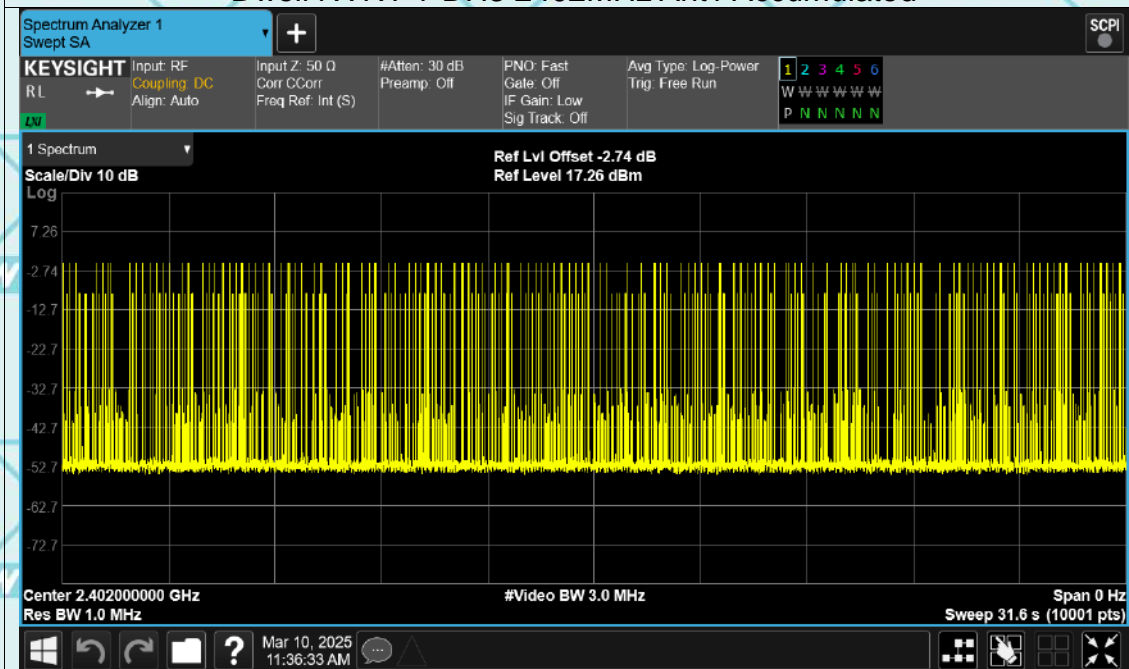 Spectrum Analyzer 1
Swept SA
+
SCPI
KEYSIGHT
RL
LXI
Input: RF
Coupling: DC
Align: Auto
Input Z: 50 Ω
Corr CCorr
Freq Ref: Int (S)
#Atten: 30 dB
Preamp: Off
PNO: Fast
Gate: Off
IF Gain: Low
Sig Track: Off
Avg Type: Log-Power
Trig: Free Run
1 2 3 4 5 6
W W W W W W
P N N N N N
1 Spectrum
Scale/Div 10 dB
Log
Ref Lvl Offset -2.74 dB
Ref Level 17.26 dBm
7.26
-2.74
-12.7
-22.7
-32.7
-42.7
-52.7
-62.7
-72.7
Center 2.402000000 GHz
#Video BW 3.0 MHz
Span 0 Hz
Res BW 1.0 MHz
Sweep 31.6 s (10001 pts)
?
Mar 10, 2025
11:36:33 AM